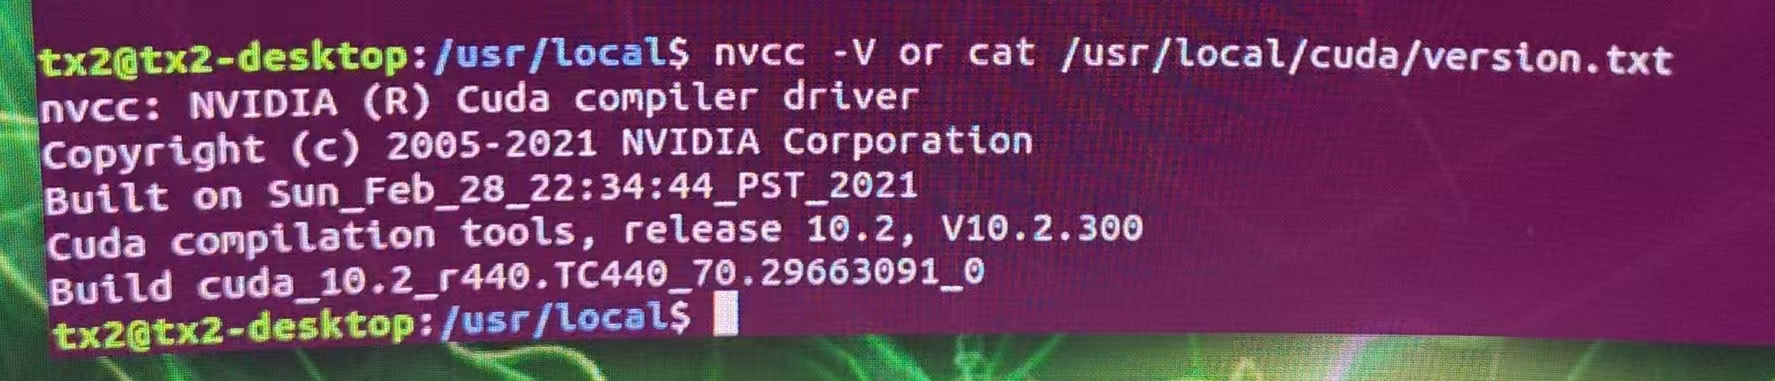 tx2@tx2-desktop:/usr/local$ nvcc -V or cat /usr/local/cuda/version.txt
nvcc: NVIDIA (R) Cuda compiler driver
Copyright (c) 2005-2021 NVIDIA Corporation
Built on Sun_Feb_28_22:34:44_PST_2021
Cuda compilation tools, release 10.2, V10.2.300
Build cuda_10.2_r440.TC440_70.29663091_0
tx2@tx2-desktop:/usr/local$